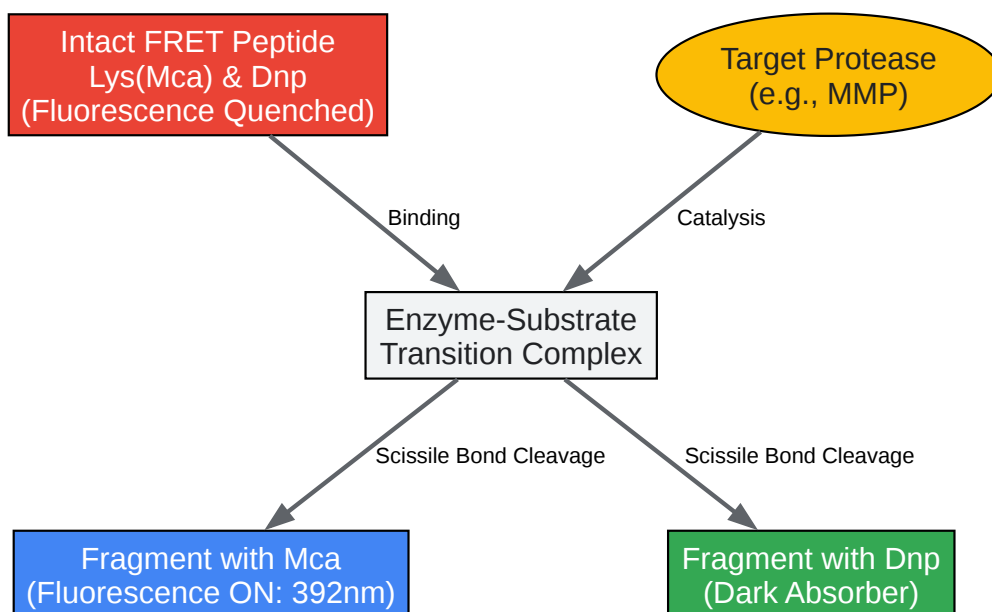 Intact FRET Peptide
Lys(Mca) & Dnp
(Fluorescence Quenched)
Target Protease
(e.g., MMP)
Binding
Catalysis
Enzyme-Substrate
Transition Complex
Scissile Bond Cleavage
Scissile Bond Cleavage
Fragment with Mca
(Fluorescence ON: 392nm)
Fragment with Dnp
(Dark Absorber)